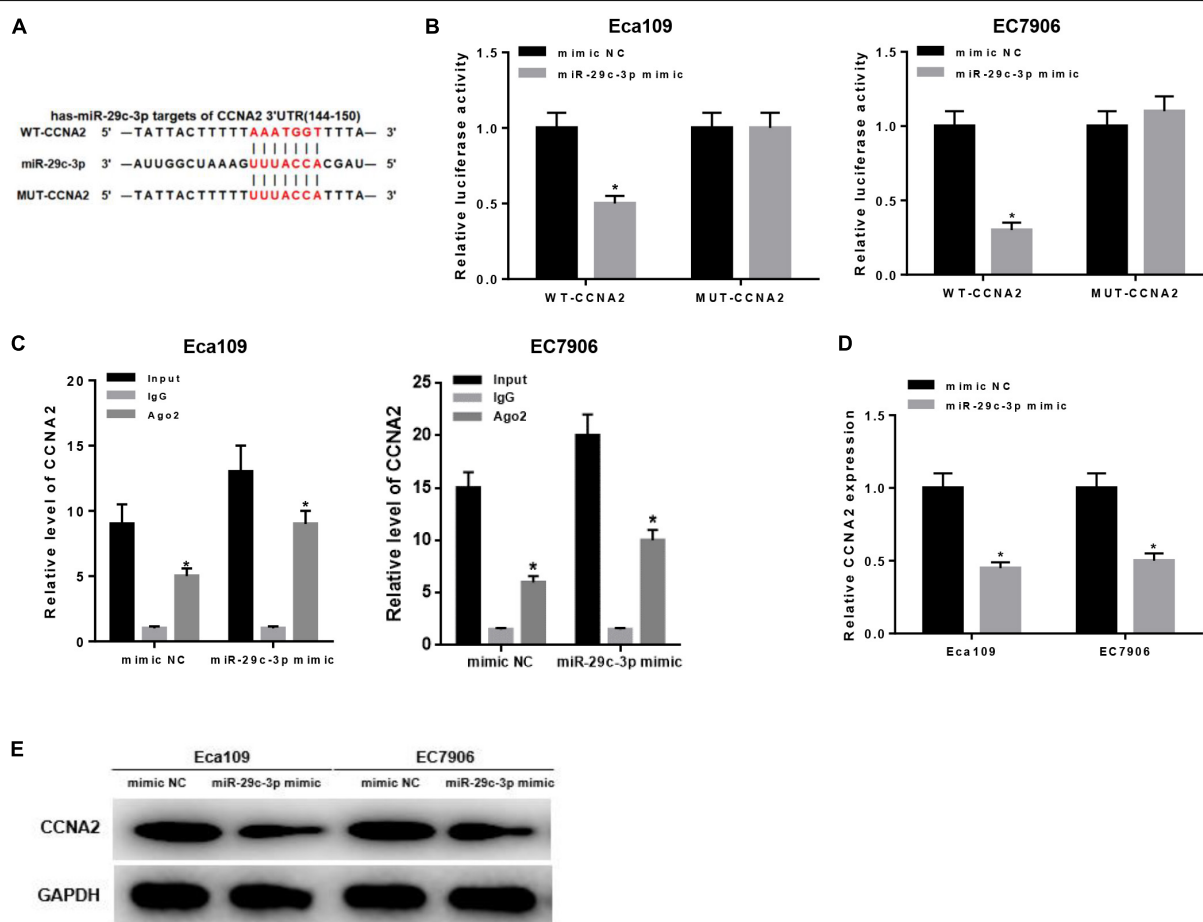 A
has-miR-29c-3p targets of CCNA2 3'UTR(144-150)
WT-CCNA2 5' —TATTACTTTTTAAATGGTTTTA— 3'
miR-29c-3p 3' —AUUGGCUAAAGUUUACCACGAU— 5'
MUT-CCNA2 5' —TATTACTTTTTUUUACCATTTA— 3'
B
Eca109
mimic NC
miR-29c-3p mimic
Relative luciferase activity
1.5
1.0
0.5
0.0
WT-CCNA2 MUT-CCNA2
EC7906
mimic NC
miR-29c-3p mimic
Relative luciferase activity
1.5
1.0
0.5
0.0
*
*
WT-CCNA2 MUT-CCNA2
C
Eca109
Input
IgG
Ago2
Relative level of CCNA2
20
15
10
5
0
*
*
mimic NC miR-29c-3p mimic
EC7906
Input
IgG
Ago2
Relative level of CCNA2
25
20
15
10
5
0
*
*
mimic NC miR-29c-3p mimic
D
mimic NC
miR-29c-3p mimic
Relative CCNA2 expression
1.5
1.0
0.5
0.0
*
*
Eca109 EC7906
E
Eca109 EC7906
mimic NC miR-29c-3p mimic mimic NC miR-29c-3p mimic
CCNA2
GAPDH